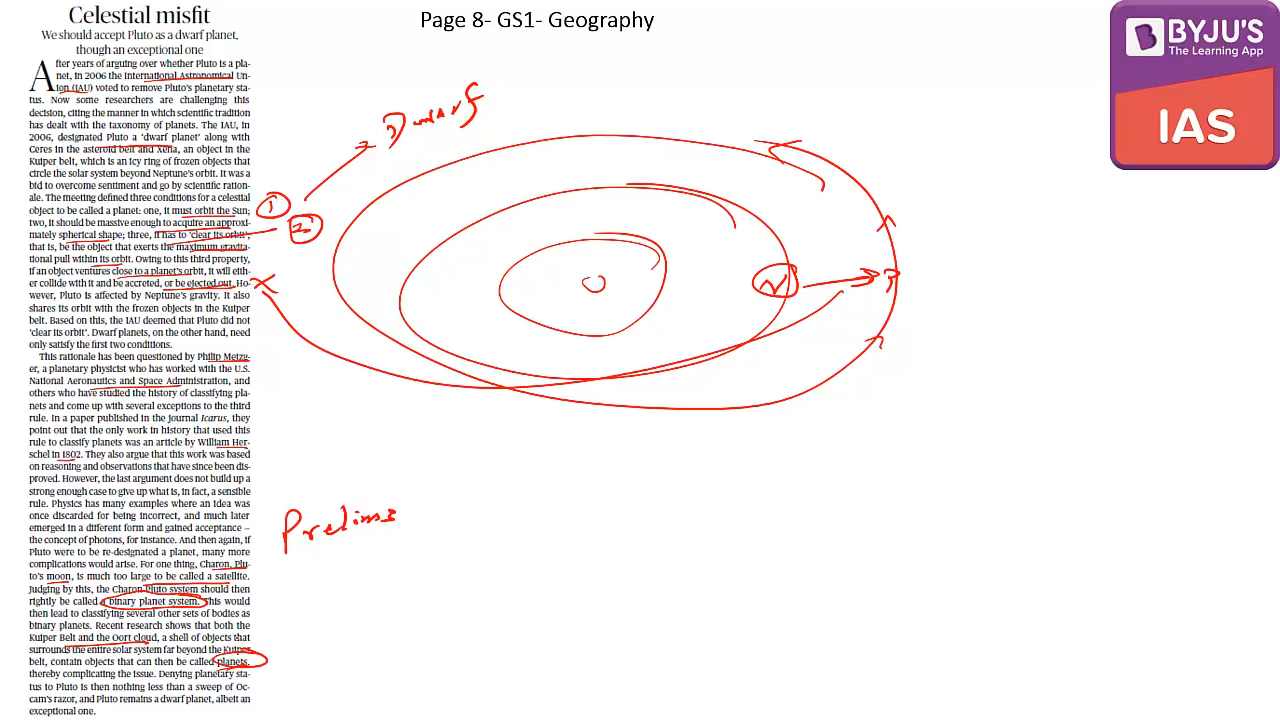 Celestial misfit
We should accept Pluto as a dwarf planet,
though an exceptional one
After years of arguing over whether Pluto is a pla-
net, in 2006 the International Astronomical Un-
ion (IAU) voted to remove Pluto's planetary sta-
tus. Now some researchers are challenging this
decision, citing the manner in which scientific tradition
has dealt with the taxonomy of planets. The IAU, in
2006, designated Pluto a 'dwarf planet' along with
Ceres in the asteroid belt and Xena, an object in the
Kuiper belt, which is an icy ring of frozen objects that
circle the solar system beyond Neptune's orbit. It was a
bid to overcome sentiment and go by scientific ration-
ale. The meeting defined three conditions for a celestial
object to be called a planet: one, it must orbit the Sun;
two, it should be massive enough to acquire an approxi-
mately spherical shape; three, it has to 'clear its orbit',
that is, be the object that exerts the maximum gravita-
tional pull within its orbit. Owing to this third property,
if an object ventures close to a planet's orbit, it will eith-
er collide with it and be accreted, or be ejected out. Ho-
wever, Pluto is affected by Neptune's gravity. It also
shares its orbit with the frozen objects in the Kuiper
belt. Based on this, the IAU deemed that Pluto did not
'clear its orbit'. Dwarf planets, on the other hand, need
only satisfy the first two conditions.
This rationale has been questioned by Philip Metzg-
er, a planetary physicist who has worked with the U.S.
National Aeronautics and Space Administration, and
others who have studied the history of classifying pla-
nets and come up with several exceptions to the third
rule. In a paper published in the journal Icarus, they
point out that the only work in history that used this
rule to classify planets was an article by William Her-
schel in 1802. They also argue that this work was based
on reasoning and observations that have since been dis-
proved. However, the last argument does not build up a
strong enough case to give up what is, in fact, a sensible
rule. Physics has many examples where an idea was
once discarded for being incorrect, and much later
emerged in a different form and gained acceptance –
the concept of photons, for instance. And then again, if
Pluto were to be re-designated a planet, many more
complications would arise. For one thing, Charon, Plu-
to's moon, is much too large to be called a satellite.
Judging by this, the Charon-Pluto system should then
rightly be called a binary planet system. This would
then lead to classifying several other sets of bodies as
binary planets. Recent research shows that both the
Kuiper Belt and the Oort cloud, a shell of objects that
surrounds the entire solar system far beyond the Kuiper
belt, contain objects that can then be called planets,
thereby complicating the issue. Denying planetary sta-
tus to Pluto is then nothing less than a sweep of Oc-
cam's razor, and Pluto remains a dwarf planet, albeit an
exceptional one.
Page 8- GS1- Geography
Dwarf
1
2
N
P
Prelims
BYJU'S
The Learning App
IAS